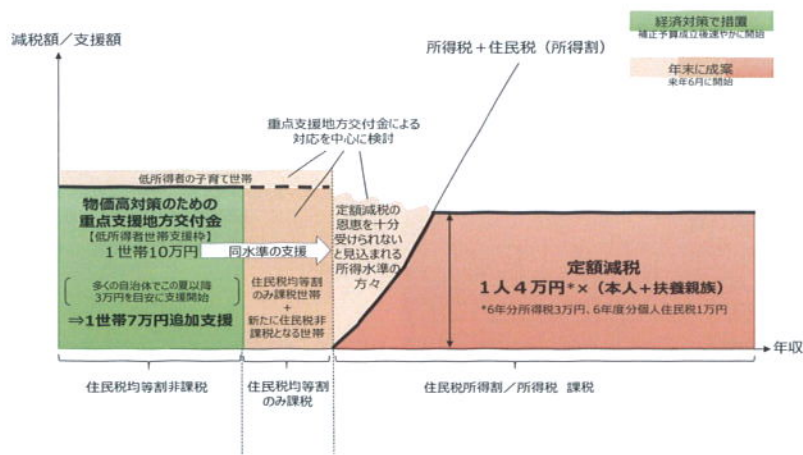 経済対策で措置
補正予算成立後速やかに開始
減税額／支援額
所得税＋住民税（所得割）
年末に成案
来年6月に開始
重点支援地方交付金による
対応を中心に検討
低所得者の子育て世帯
物価高対策のための
重点支援地方交付金
【低所得者世帯支援枠】
1世帯10万円
同水準の支援
多くの自治体でこの夏以降
3万円を目安に支援開始
⇒1世帯7万円追加支援
住民税均等割
のみ課税世帯
＋
新たに住民税非
課税となる世帯
定額減税の
恩恵を十分
受けられない
と見込まれる
所得水準の
方々
定額減税
1人4万円*×（本人＋扶養親族）
*6年分所得税3万円、6年度分個人住民税1万円
年収
住民税均等割非課税
住民税均等割
のみ課税
住民税所得割／所得税 課税